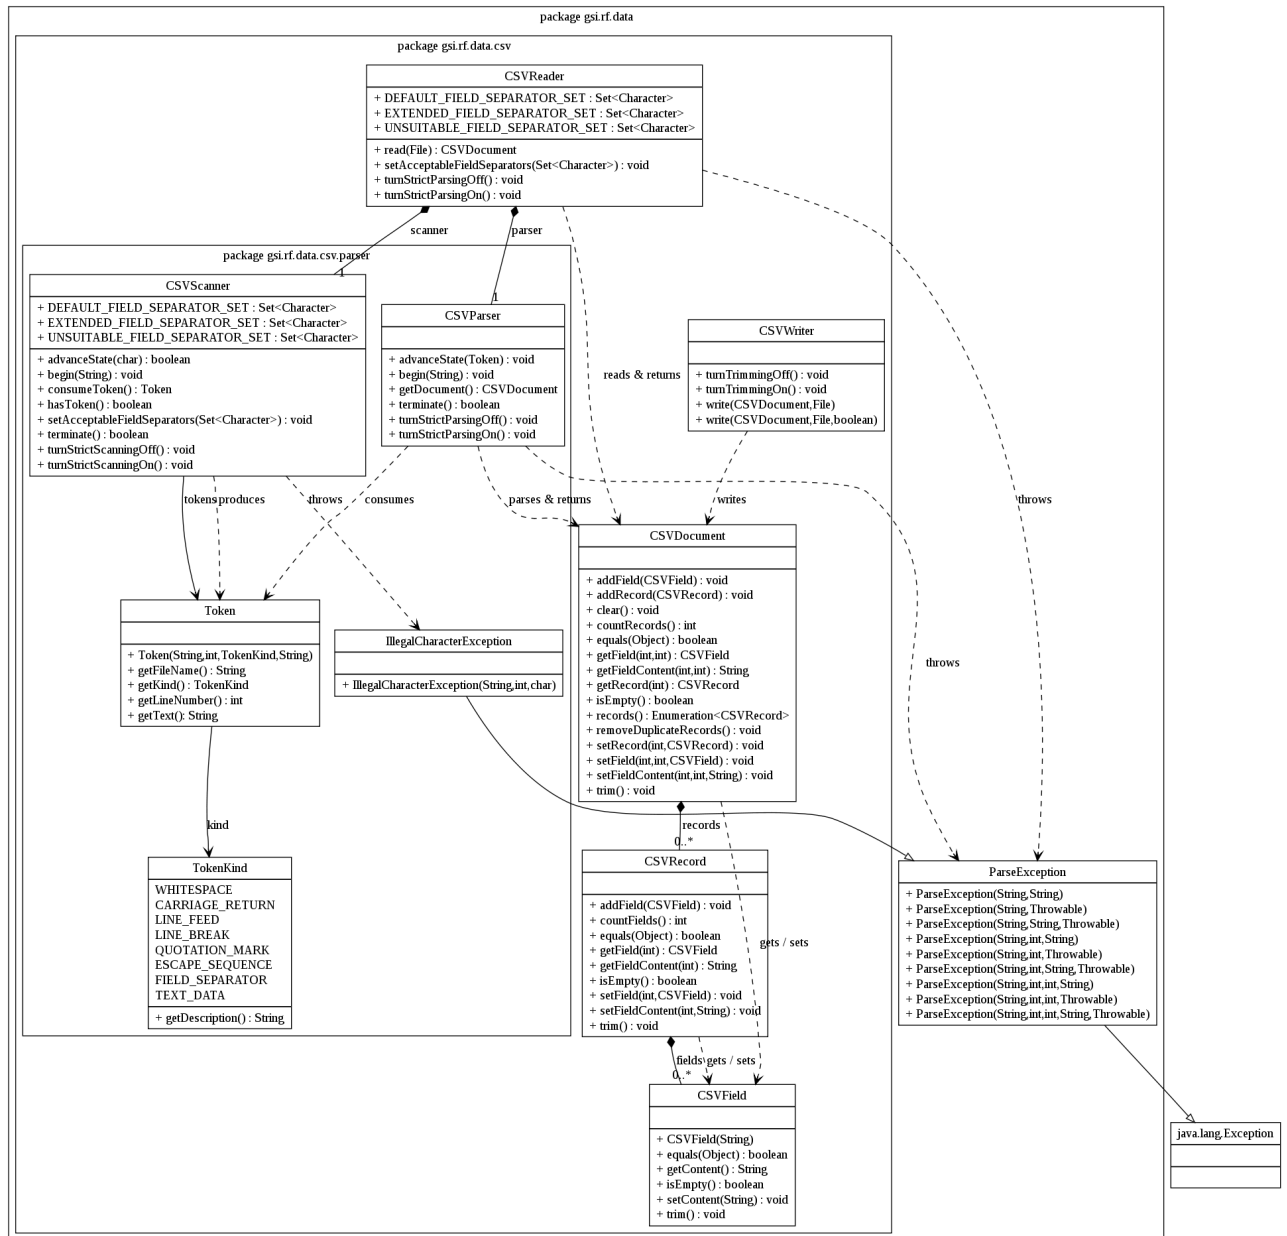 package gsi.rf.data
package gsi.rf.data.csv
CSVReader
+ DEFAULT_FIELD_SEPARATOR_SET : Set<Character>
+ EXTENDED_FIELD_SEPARATOR_SET : Set<Character>
+ UNSUITABLE_FIELD_SEPARATOR_SET : Set<Character>
+ read(File) : CSVDocument
+ setAcceptableFieldSeparators(Set<Character>) : void
+ turnStrictParsingOff() : void
+ turnStrictParsingOn() : void
scanner
parser
package gsi.rf.data.csv.parser
1
1
CSVScanner
+ DEFAULT_FIELD_SEPARATOR_SET : Set<Character>
+ EXTENDED_FIELD_SEPARATOR_SET : Set<Character>
+ UNSUITABLE_FIELD_SEPARATOR_SET : Set<Character>
+ advanceState(char) : boolean
+ begin(String) : void
+ consumeToken() : Token
+ hasToken() : boolean
+ setAcceptableFieldSeparators(Set<Character>) : void
+ terminate() : boolean
+ turnStrictScanningOff() : void
+ turnStrictScanningOn() : void
CSVParser
+ advanceState(Token) : void
+ begin(String) : void
+ getDocument() : CSVDocument
+ terminate() : boolean
+ turnStrictParsingOff() : void
+ turnStrictParsingOn() : void
reads & returns
CSVWriter
+ turnTrimmingOff() : void
+ turnTrimmingOn() : void
+ write(CSVDocument,File)
+ write(CSVDocument,File,boolean)
tokens
produces
throws
consumes
parses & returns
writes
throws
CSVDocument
+ addField(CSVField) : void
+ addRecord(CSVRecord) : void
+ clear() : void
+ countRecords() : int
+ equals(Object) : boolean
+ getField(int,int) : CSVField
+ getFieldContent(int,int) : String
+ getRecord(int) : CSVRecord
+ isEmpty() : boolean
+ records() : Enumeration<CSVRecord>
+ removeDuplicateRecords() : void
+ setRecord(int,CSVRecord) : void
+ setField(int,int,CSVField) : void
+ setFieldContent(int,int,String) : void
+ trim() : void
Token
+ Token(String,int,TokenKind,String)
+ getFileName() : String
+ getKind() : TokenKind
+ getLineNumber() : int
+ getText(): String
IllegalCharacterException
+ IllegalCharacterException(String,int,char)
throws
kind
records
0..*
TokenKind
WHITESPACE
CARRIAGE_RETURN
LINE_FEED
LINE_BREAK
QUOTATION_MARK
ESCAPE_SEQUENCE
FIELD_SEPARATOR
TEXT_DATA
+ getDescription() : String
CSVRecord
+ addField(CSVField) : void
+ countFields() : int
+ equals(Object) : boolean
+ getField(int) : CSVField
+ getFieldContent(int) : String
+ isEmpty() : boolean
+ setField(int,CSVField) : void
+ setFieldContent(int,String) : void
+ trim() : void
gets / sets
ParseException
+ ParseException(String,String)
+ ParseException(String,Throwable)
+ ParseException(String,String,Throwable)
+ ParseException(String,int,String)
+ ParseException(String,int,Throwable)
+ ParseException(String,int,String,Throwable)
+ ParseException(String,int,int,String)
+ ParseException(String,int,int,Throwable)
+ ParseException(String,int,int,String,Throwable)
fields
gets / sets
0..*
CSVField
+ CSVField(String)
+ equals(Object) : boolean
+ getContent() : String
+ isEmpty() : boolean
+ setContent(String) : void
+ trim() : void
java.lang.Exception